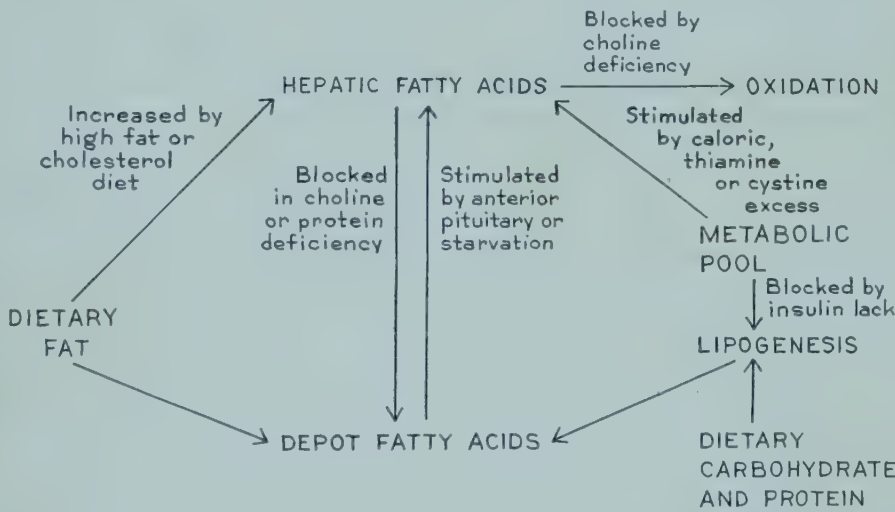 Blocked by
choline
deficiency
HEPATIC FATTY ACIDS
OXIDATION
Increased by
high fat or
cholesterol
diet
Blocked
in choline
or protein
deficiency
Stimulated
by anterior
pituitary or
starvation
Stimulated
by caloric,
thiamine
or cystine
excess
METABOLIC
POOL
Blocked by
insulin lack
DIETARY
FAT
LIPOGENESIS
DEPOT FATTY ACIDS
DIETARY
CARBOHYDRATE
AND PROTEIN